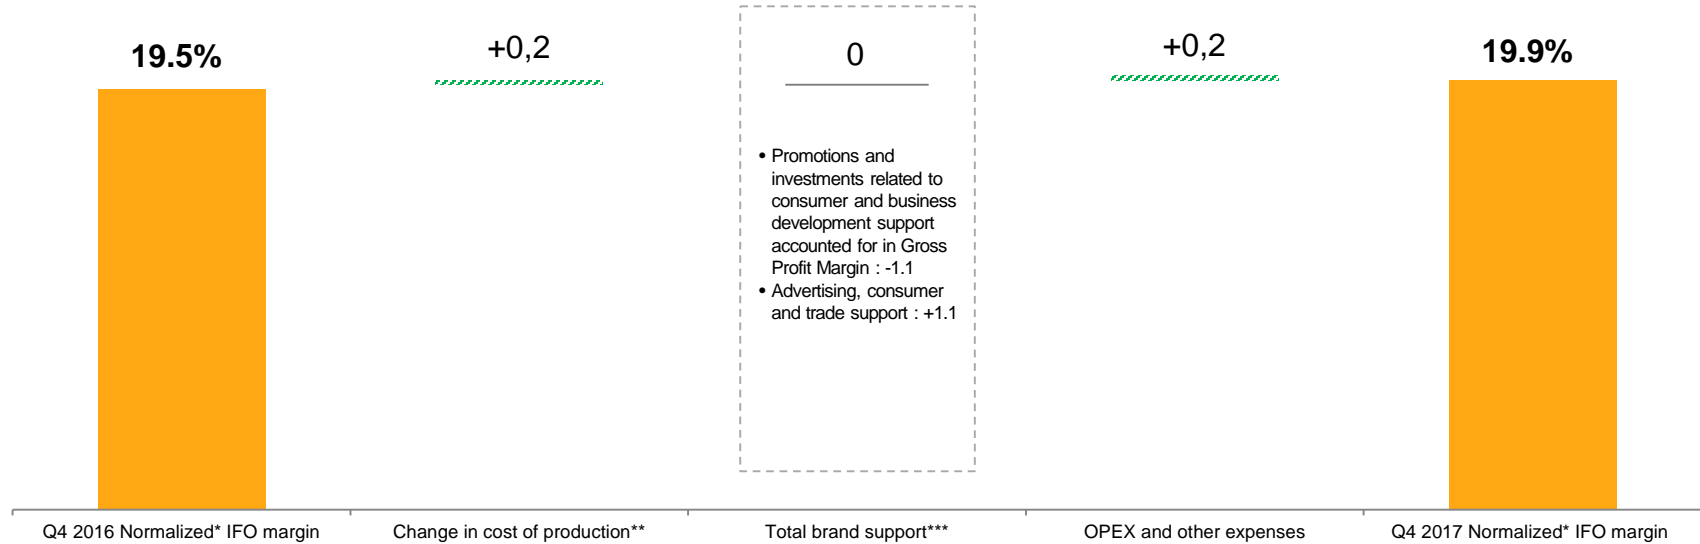 19.5%
+0,2
0
+0,2
19.9%
• Promotions and
investments related to
consumer and business
development support
accounted for in Gross
Profit Margin : -1.1
• Advertising, consumer
and trade support : +1.1
Q4 2016 Normalized* IFO margin
Change in cost of production**
Total brand support***
OPEX and other expenses
Q4 2017 Normalized* IFO margin